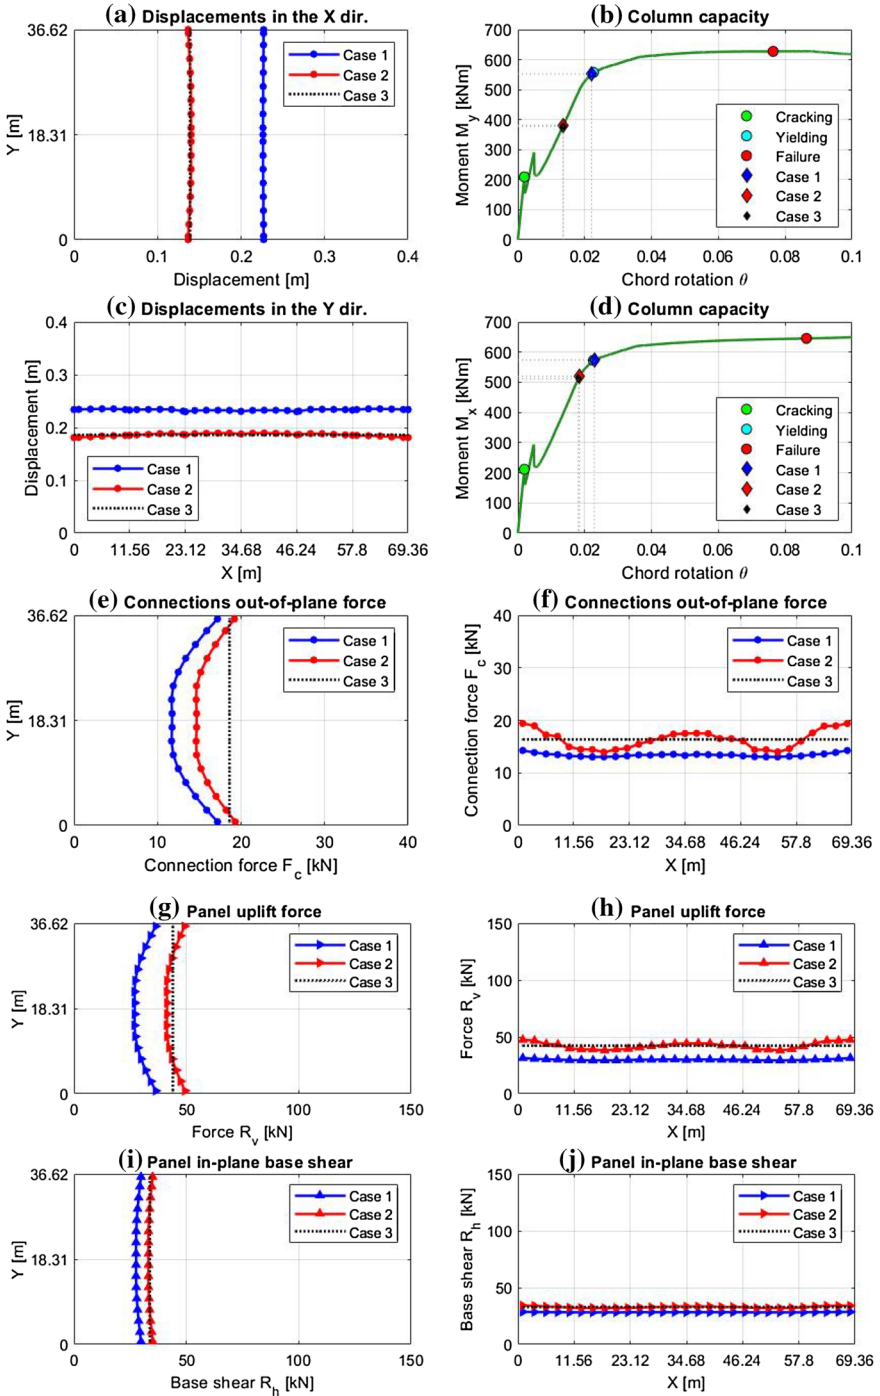 (a) Displacements in the X dir.
36.62
18.31
0
Y [m]
Case 1
Case 2
Case 3
0 0.1 0.2 0.3 0.4
Displacement [m]
(b) Column capacity
700
600
500
400
300
200
100
0
Moment My [kNm]
Cracking
Yielding
Failure
Case 1
Case 2
Case 3
0 0.02 0.04 0.06 0.08 0.1
Chord rotation θ
(c) Displacements in the Y dir.
0.4
0.3
0.2
0.1
0
Displacement [m]
Case 1
Case 2
Case 3
0 11.56 23.12 34.68 46.24 57.8 69.36
X [m]
(d) Column capacity
700
600
500
400
300
200
100
0
Moment Mx [kNm]
Cracking
Yielding
Failure
Case 1
Case 2
Case 3
0 0.02 0.04 0.06 0.08 0.1
Chord rotation θ
(e) Connections out-of-plane force
36.62
18.31
0
Y [m]
Case 1
Case 2
Case 3
0 10 20 30 40
Connection force Fc [kN]
(f) Connections out-of-plane force
40
30
20
10
0
Connection force Fc [kN]
Case 1
Case 2
Case 3
0 11.56 23.12 34.68 46.24 57.8 69.36
X [m]
(g) Panel uplift force
36.62
18.31
0
Y [m]
Case 1
Case 2
Case 3
0 50 100 150
Force Rv [kN]
(h) Panel uplift force
150
100
50
0
Force Rv [kN]
Case 1
Case 2
Case 3
0 11.56 23.12 34.68 46.24 57.8 69.36
X [m]
(i) Panel in-plane base shear
36.62
18.31
0
Y [m]
Case 1
Case 2
Case 3
0 50 100 150
Base shear Rh [kN]
(j) Panel in-plane base shear
150
100
50
0
Base shear Rh [kN]
Case 1
Case 2
Case 3
0 11.56 23.12 34.68 46.24 57.8 69.36
X [m]